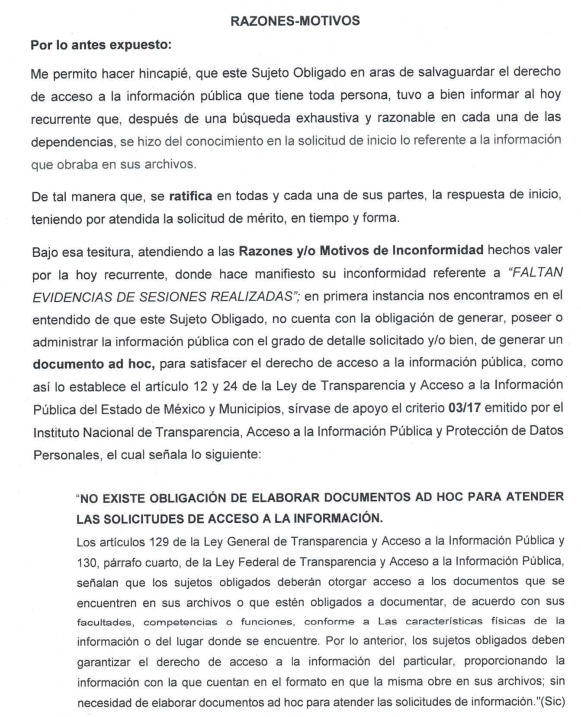 RAZONES-MOTIVOS
Por lo antes expuesto:
Me permito hacer hincapié, que este Sujeto Obligado en aras de salvaguardar el derecho
de acceso a la información pública que tiene toda persona, tuvo a bien informar al hoy
recurrente que, después de una búsqueda exhaustiva y razonable en cada una de las
dependencias, se hizo del conocimiento en la solicitud de inicio lo referente a la información
que obraba en sus archivos.
De tal manera que, se ratifica en todas y cada una de sus partes, la respuesta de inicio,
teniendo por atendida la solicitud de mérito, en tiempo y forma.
Bajo esa tesitura, atendiendo a las Razones y/o Motivos de Inconformidad hechos valer
por la hoy recurrente, donde hace manifiesto su inconformidad referente a "FALTAN
EVIDENCIAS DE SESIONES REALIZADAS"; en primera instancia nos encontramos en el
entendido de que este Sujeto Obligado, no cuenta con la obligación de generar, poseer o
administrar la información pública con el grado de detalle solicitado y/o bien, de generar un
documento ad hoc, para satisfacer el derecho de acceso a la información pública, como
así lo establece el artículo 12 y 24 de la Ley de Transparencia y Acceso a la Información
Pública del Estado de México y Municipios, sírvase de apoyo el criterio 03/17 emitido por el
Instituto Nacional de Transparencia, Acceso a la Información Pública y Protección de Datos
Personales, el cual señala lo siguiente:
"NO EXISTE OBLIGACIÓN DE ELABORAR DOCUMENTOS AD HOC PARA ATENDER
LAS SOLICITUDES DE ACCESO A LA INFORMACIÓN.
Los artículos 129 de la Ley General de Transparencia y Acceso a la Información Pública y
130, párrafo cuarto, de la Ley Federal de Transparencia y Acceso a la Información Pública,
señalan que los sujetos obligados deberán otorgar acceso a los documentos que se
encuentren en sus archivos o que estén obligados a documentar, de acuerdo con sus
facultades, competencias o funciones, conforme a Las características físicas de la
información o del lugar donde se encuentre. Por lo anterior, los sujetos obligados deben
garantizar el derecho de acceso a la información del particular, proporcionando la
información con la que cuentan en el formato en que la misma obre en sus archivos; sin
necesidad de elaborar documentos ad hoc para atender las solicitudes de información."(Sic)